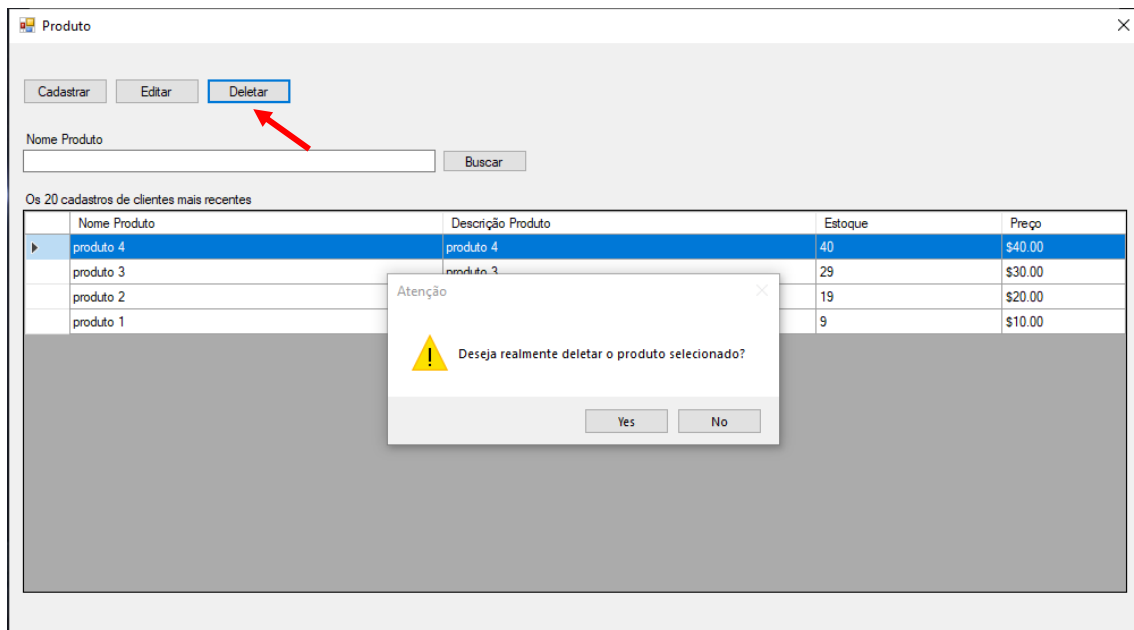 Produto
Cadastrar Editar Deletar
Nome Produto
Buscar
Os 20 cadastros de clientes mais recentes
Nome Produto Descrição Produto Estoque Preço
produto 4 produto 4 40 $40.00
produto 3 produto 3 29 $30.00
produto 2 19 $20.00
produto 1 9 $10.00
Atenção
Deseja realmente deletar o produto selecionado?
Yes No